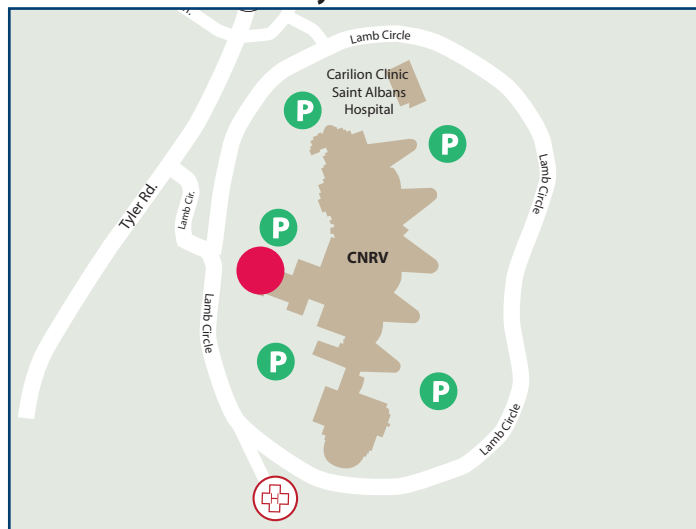 Lamb Circle
Carilion Clinic
Saint Albans
Hospital
P
P
Lamb Circle
Tyler Rd.
Lamb Cir.
P
CNRV
Lamb Circle
P
P
Lamb Circle
H